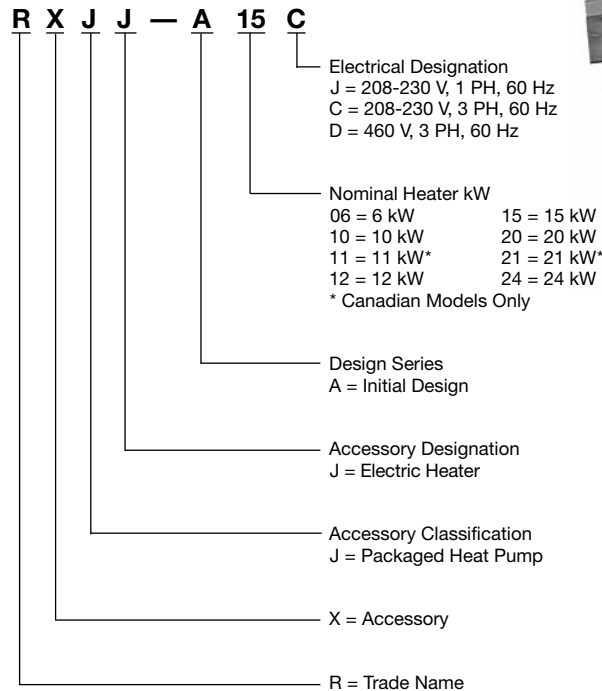 R X J J — A 15 C
Electrical Designation
J = 208-230 V, 1 PH, 60 Hz
C = 208-230 V, 3 PH, 60 Hz
D = 460 V, 3 PH, 60 Hz
Nominal Heater kW
06 = 6 kW 15 = 15 kW
10 = 10 kW 20 = 20 kW
11 = 11 kW* 21 = 21 kW*
12 = 12 kW 24 = 24 kW
* Canadian Models Only
Design Series
A = Initial Design
Accessory Designation
J = Electric Heater
Accessory Classification
J = Packaged Heat Pump
X = Accessory
R = Trade Name